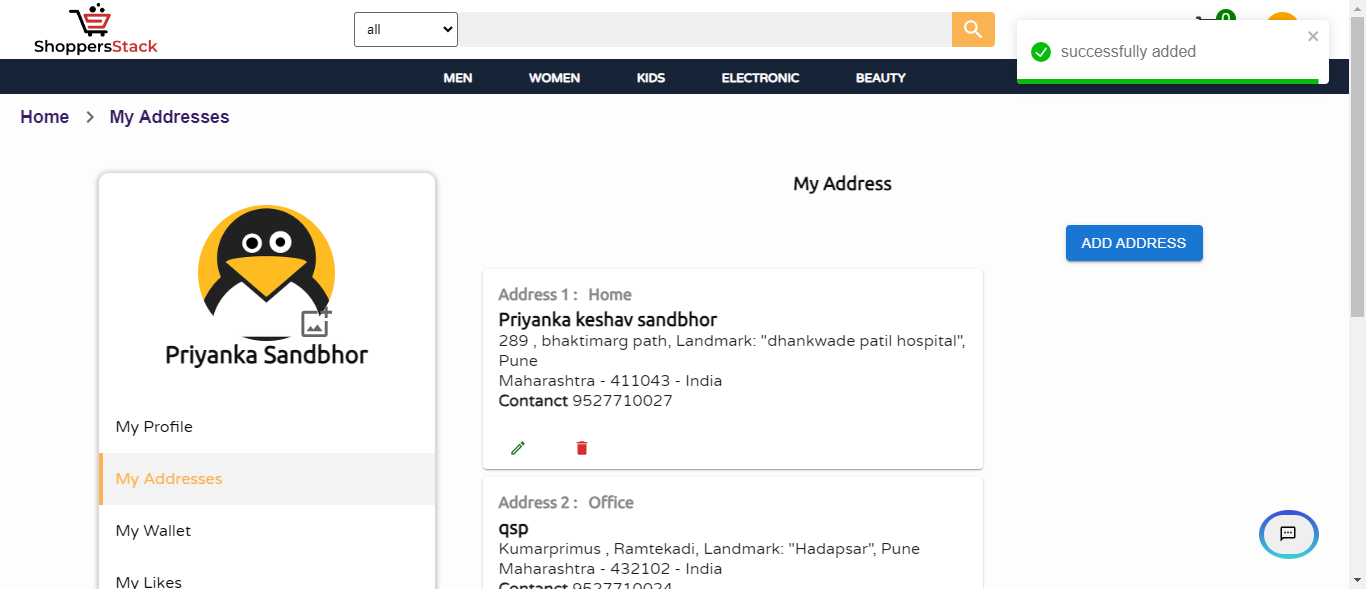 ShoppersStack
all
0
successfully added
MEN WOMEN KIDS ELECTRONIC BEAUTY
Home > My Addresses
My Address
ADD ADDRESS
Priyanka Sandbhor
My Profile
My Addresses
My Wallet
My Likes
Address 1 : Home
Priyanka keshav sandbhor
289 , bhaktimarg path, Landmark: "dhankwade patil hospital",
Pune
Maharashtra - 411043 - India
Contanct 9527710027
Address 2 : Office
qsp
Kumarprimus , Ramtekadi, Landmark: "Hadapsar", Pune
Maharashtra - 432102 - India
Contanct 9527710024